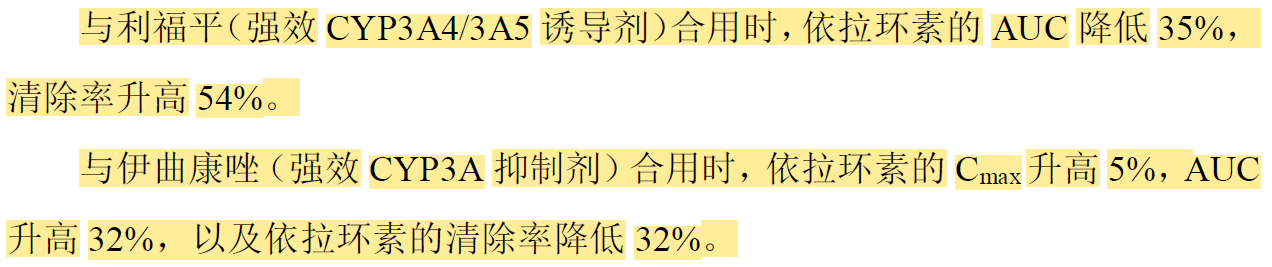 与利福平（强效 CYP3A4/3A5 诱导剂）合用时，依拉环素的 AUC 降低 35%，
清除率升高 54%。
与伊曲康唑（强效 CYP3A 抑制剂）合用时，依拉环素的 Cmax 升高 5%，AUC
升高 32%，以及依拉环素的清除率降低 32%。